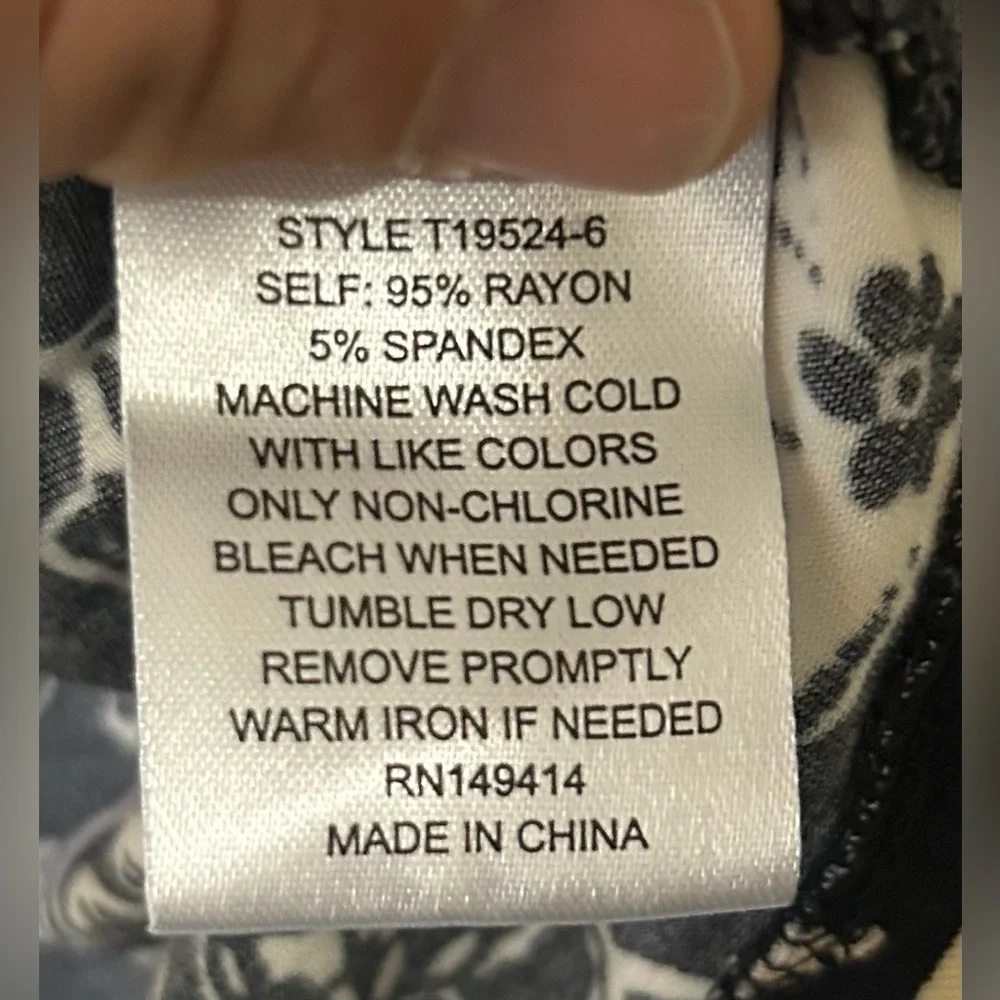 STYLE T19524-6
SELF: 95% RAYON
5% SPANDEX
MACHINE WASH COLD
WITH LIKE COLORS
ONLY NON-CHLORINE
BLEACH WHEN NEEDED
TUMBLE DRY LOW
REMOVE PROMPTLY
WARM IRON IF NEEDED
RN149414
MADE IN CHINA